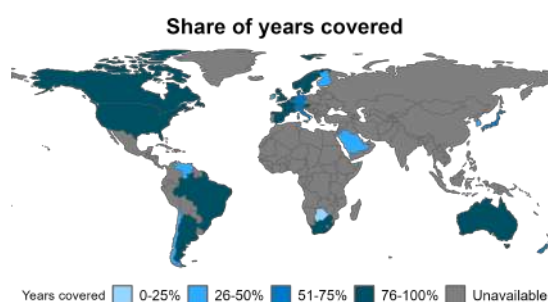 Share of years covered
Years covered 0-25% 26-50% 51-75% 76-100% Unavailable